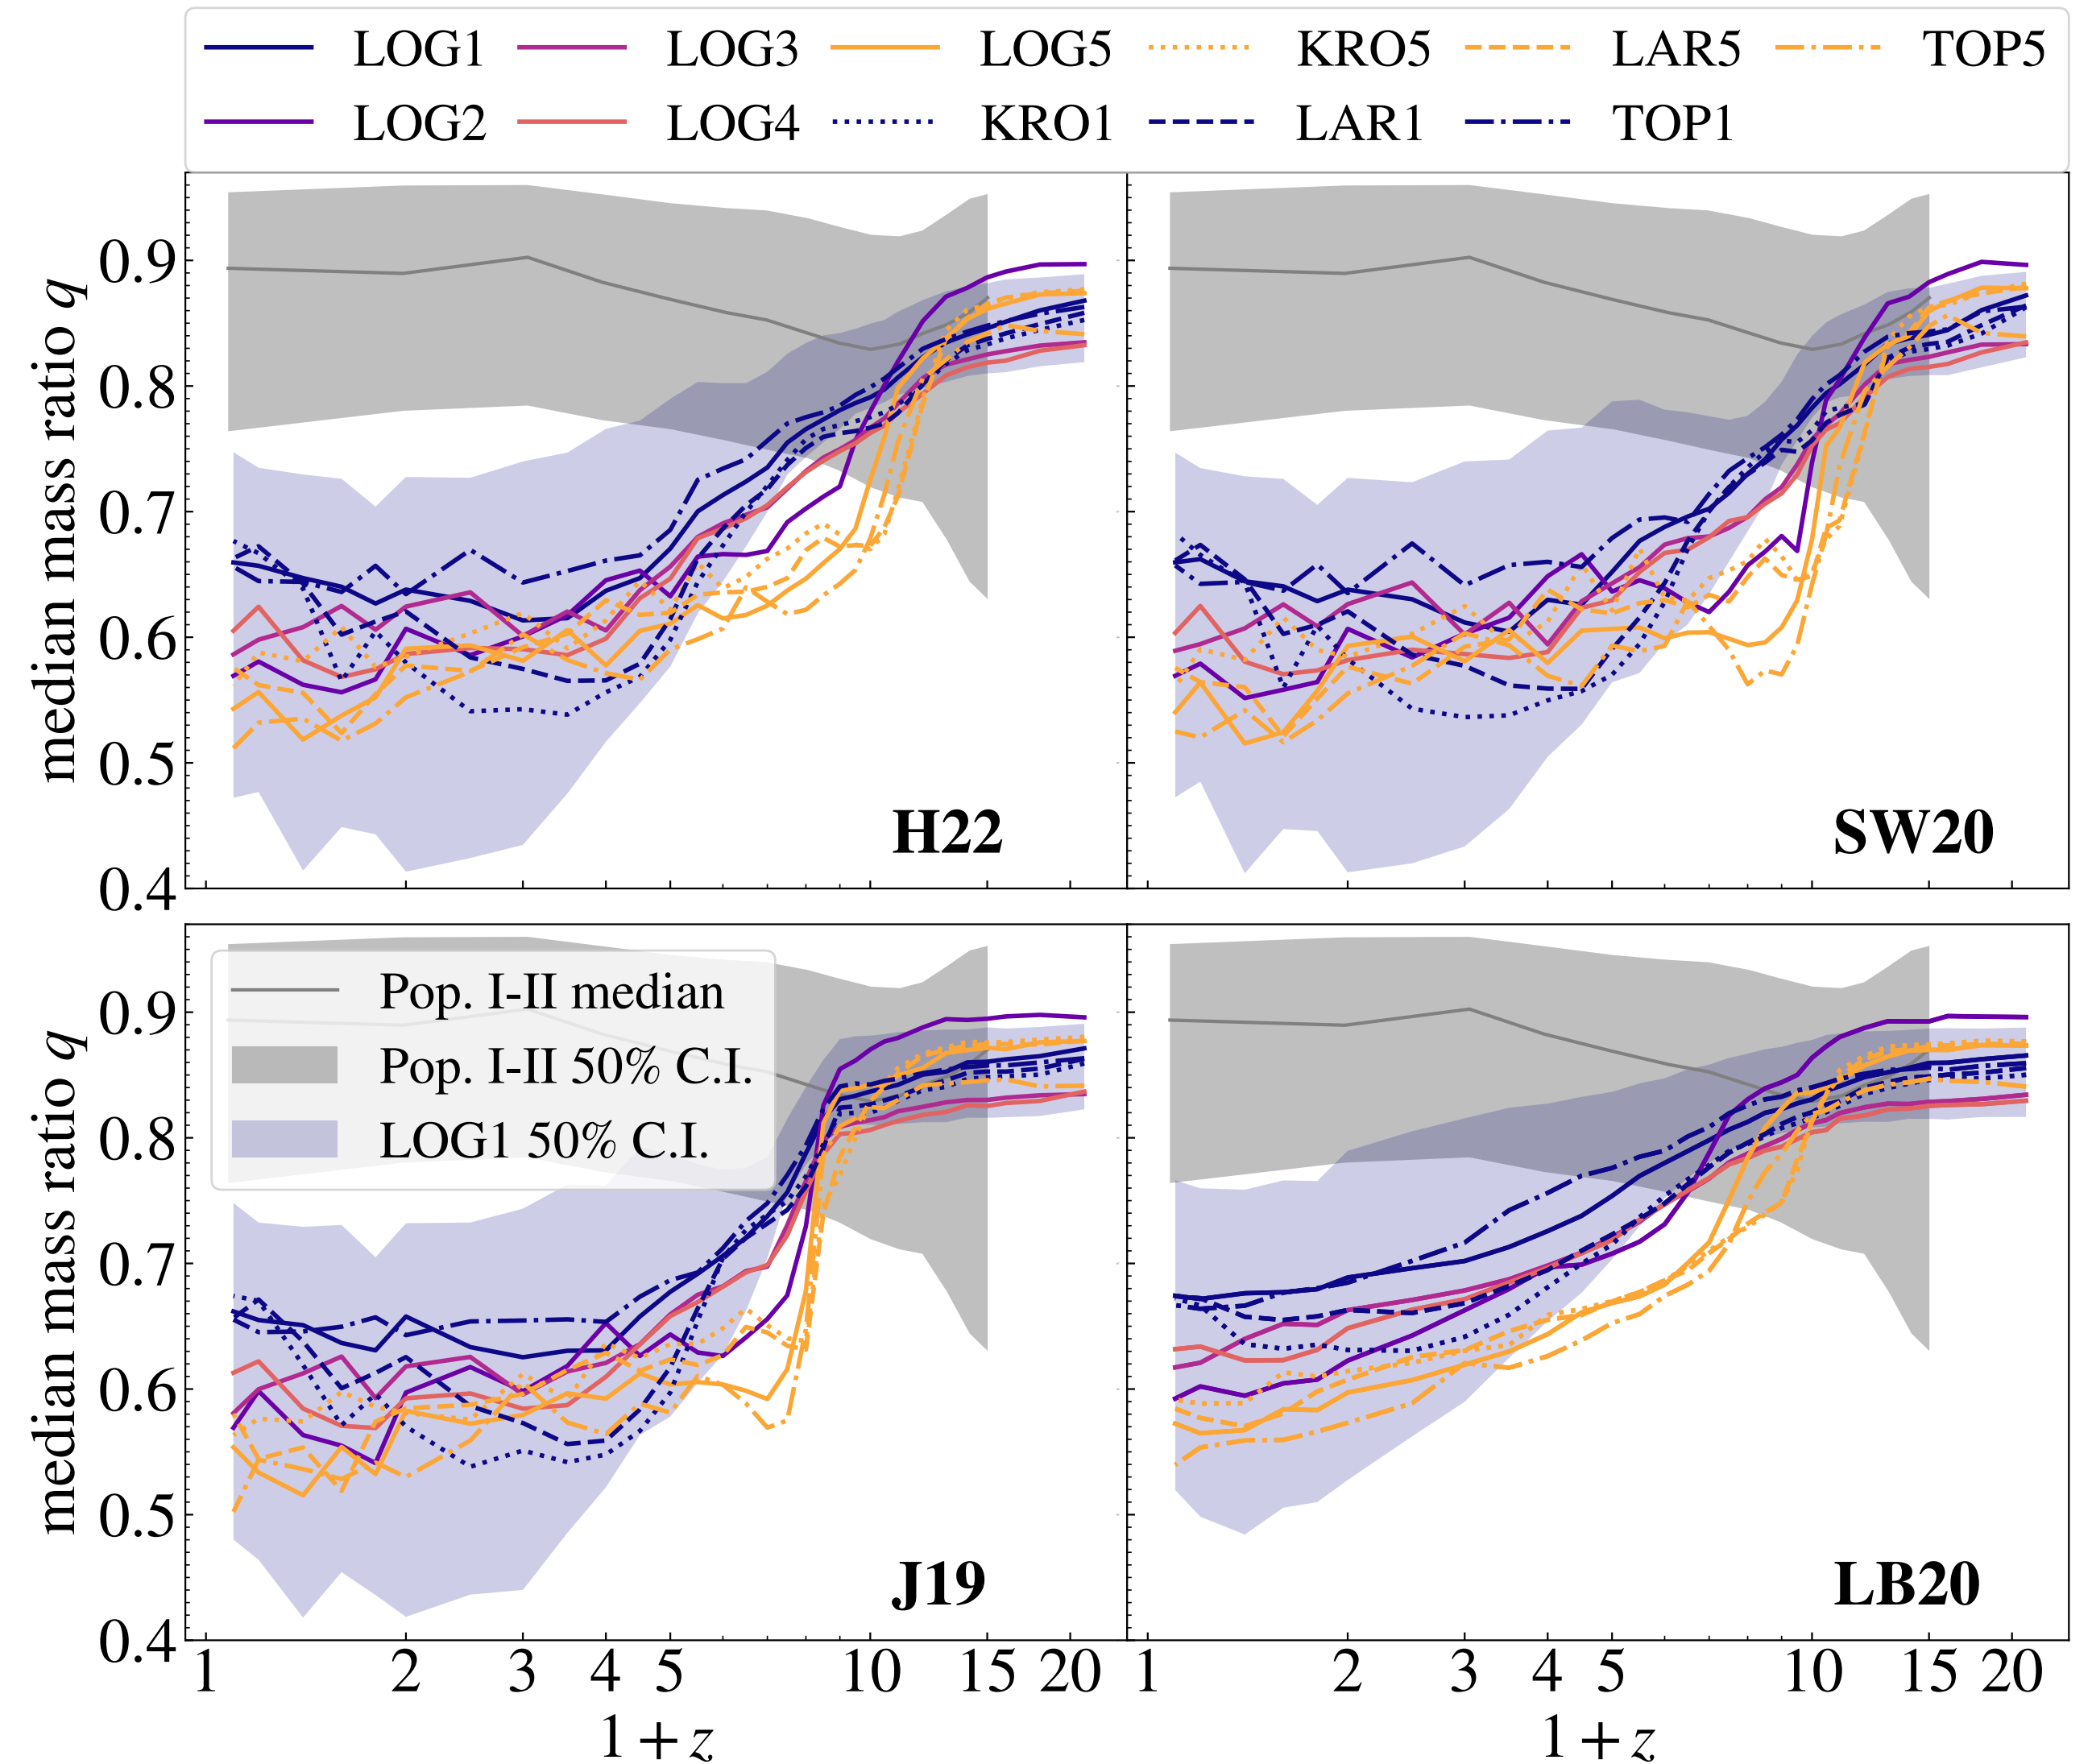 LOG1 LOG3 LOG5 KRO5 LAR5 TOP5
LOG2 LOG4 KRO1 LAR1 TOP1
median mass ratio q
0.9
0.8
0.7
0.6
0.5
0.4
H22
SW20
median mass ratio q
0.9
0.8
0.7
0.6
0.5
0.4
Pop. I-II median
Pop. I-II 50% C.I.
LOG1 50% C.I.
J19
LB20
1 2 3 4 5 10 15 20
1 2 3 4 5 10 15 20
1 + z
1 + z